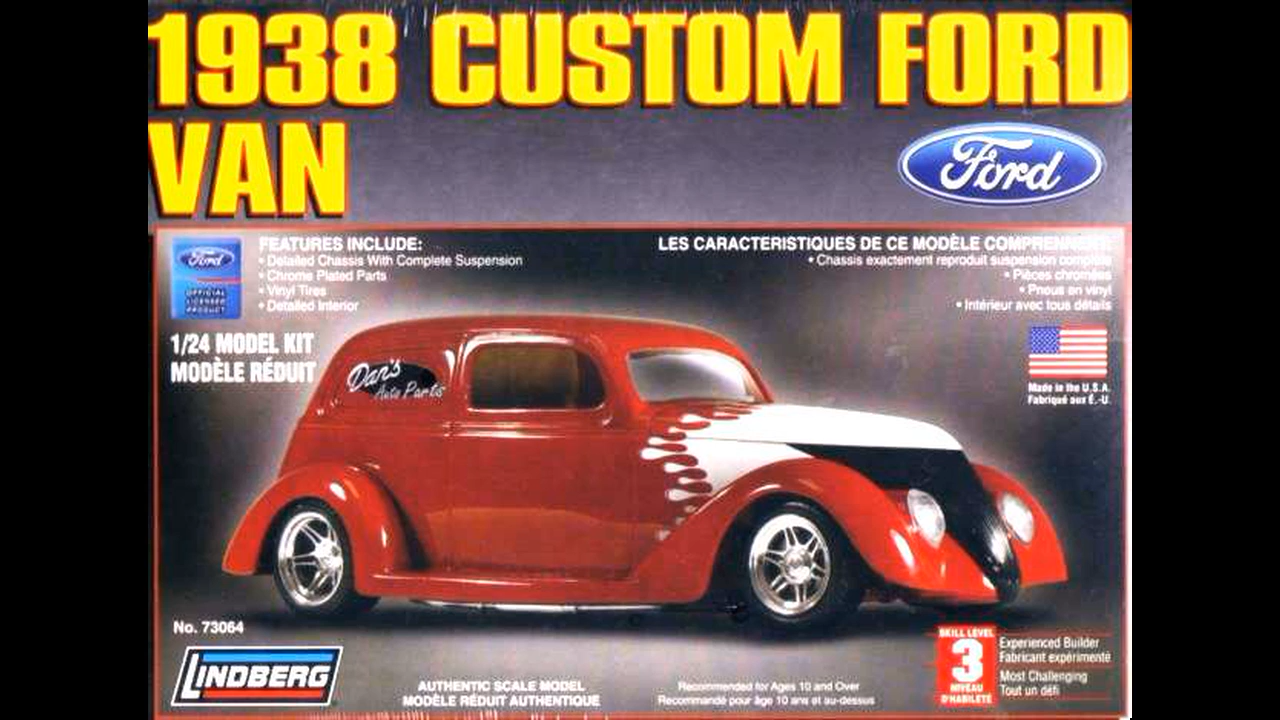 1938 CUSTOM FORD
VAN
Ford
Ford
OFFICIAL
LICENSED
PRODUCT
FEATURES INCLUDE:
• Detailed Chassis With Complete Suspension
• Chrome Plated Parts
• Vinyl Tires
• Detailed Interior
LES CARACTERISTIQUES DE CE MODÈLE COMPRENNENT:
• Chassis exactement reproduit suspension complète
• Pièces chromées
• Pneus en vinyl
• Intérieur avec tous détails
1/24 MODEL KIT
MODÈLE RÉDUIT
Made in the U.S.A.
Fabriqué aux É.-U.
Dan's
Auto Parts
No. 73064
LINDBERG
AUTHENTIC SCALE MODEL
MODÈLE RÉDUIT AUTHENTIQUE
Recommended for Ages 10 and Over
Recommandé pour âge 10 ans et au-dessus
SKILL LEVEL
3
NIVEAU
D'HABILETÉ
Experienced Builder
Fabricant expérimenté
Most Challenging
Tout un défi